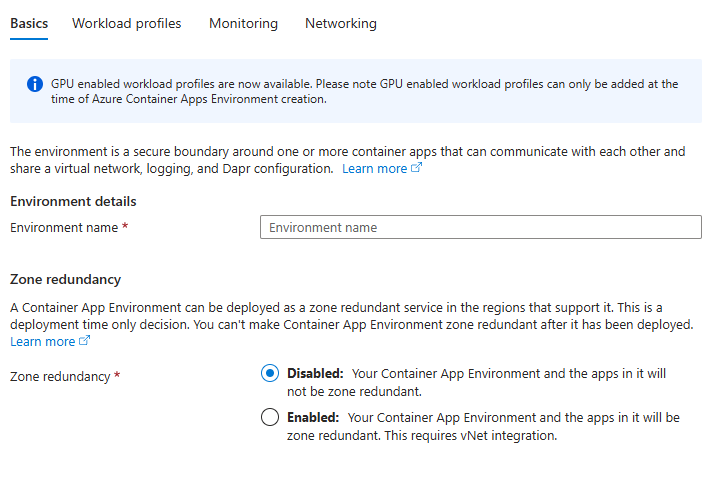 Basics Workload profiles Monitoring Networking
GPU enabled workload profiles are now available. Please note GPU enabled workload profiles can only be added at the
time of Azure Container Apps Environment creation.
The environment is a secure boundary around one or more container apps that can communicate with each other and
share a virtual network, logging, and Dapr configuration. Learn more
Environment details
Environment name * Environment name
Zone redundancy
A Container App Environment can be deployed as a zone redundant service in the regions that support it. This is a
deployment time only decision. You can't make Container App Environment zone redundant after it has been deployed.
Learn more
Zone redundancy * Disabled: Your Container App Environment and the apps in it will
not be zone redundant.
Enabled: Your Container App Environment and the apps in it will be
zone redundant. This requires vNet integration.